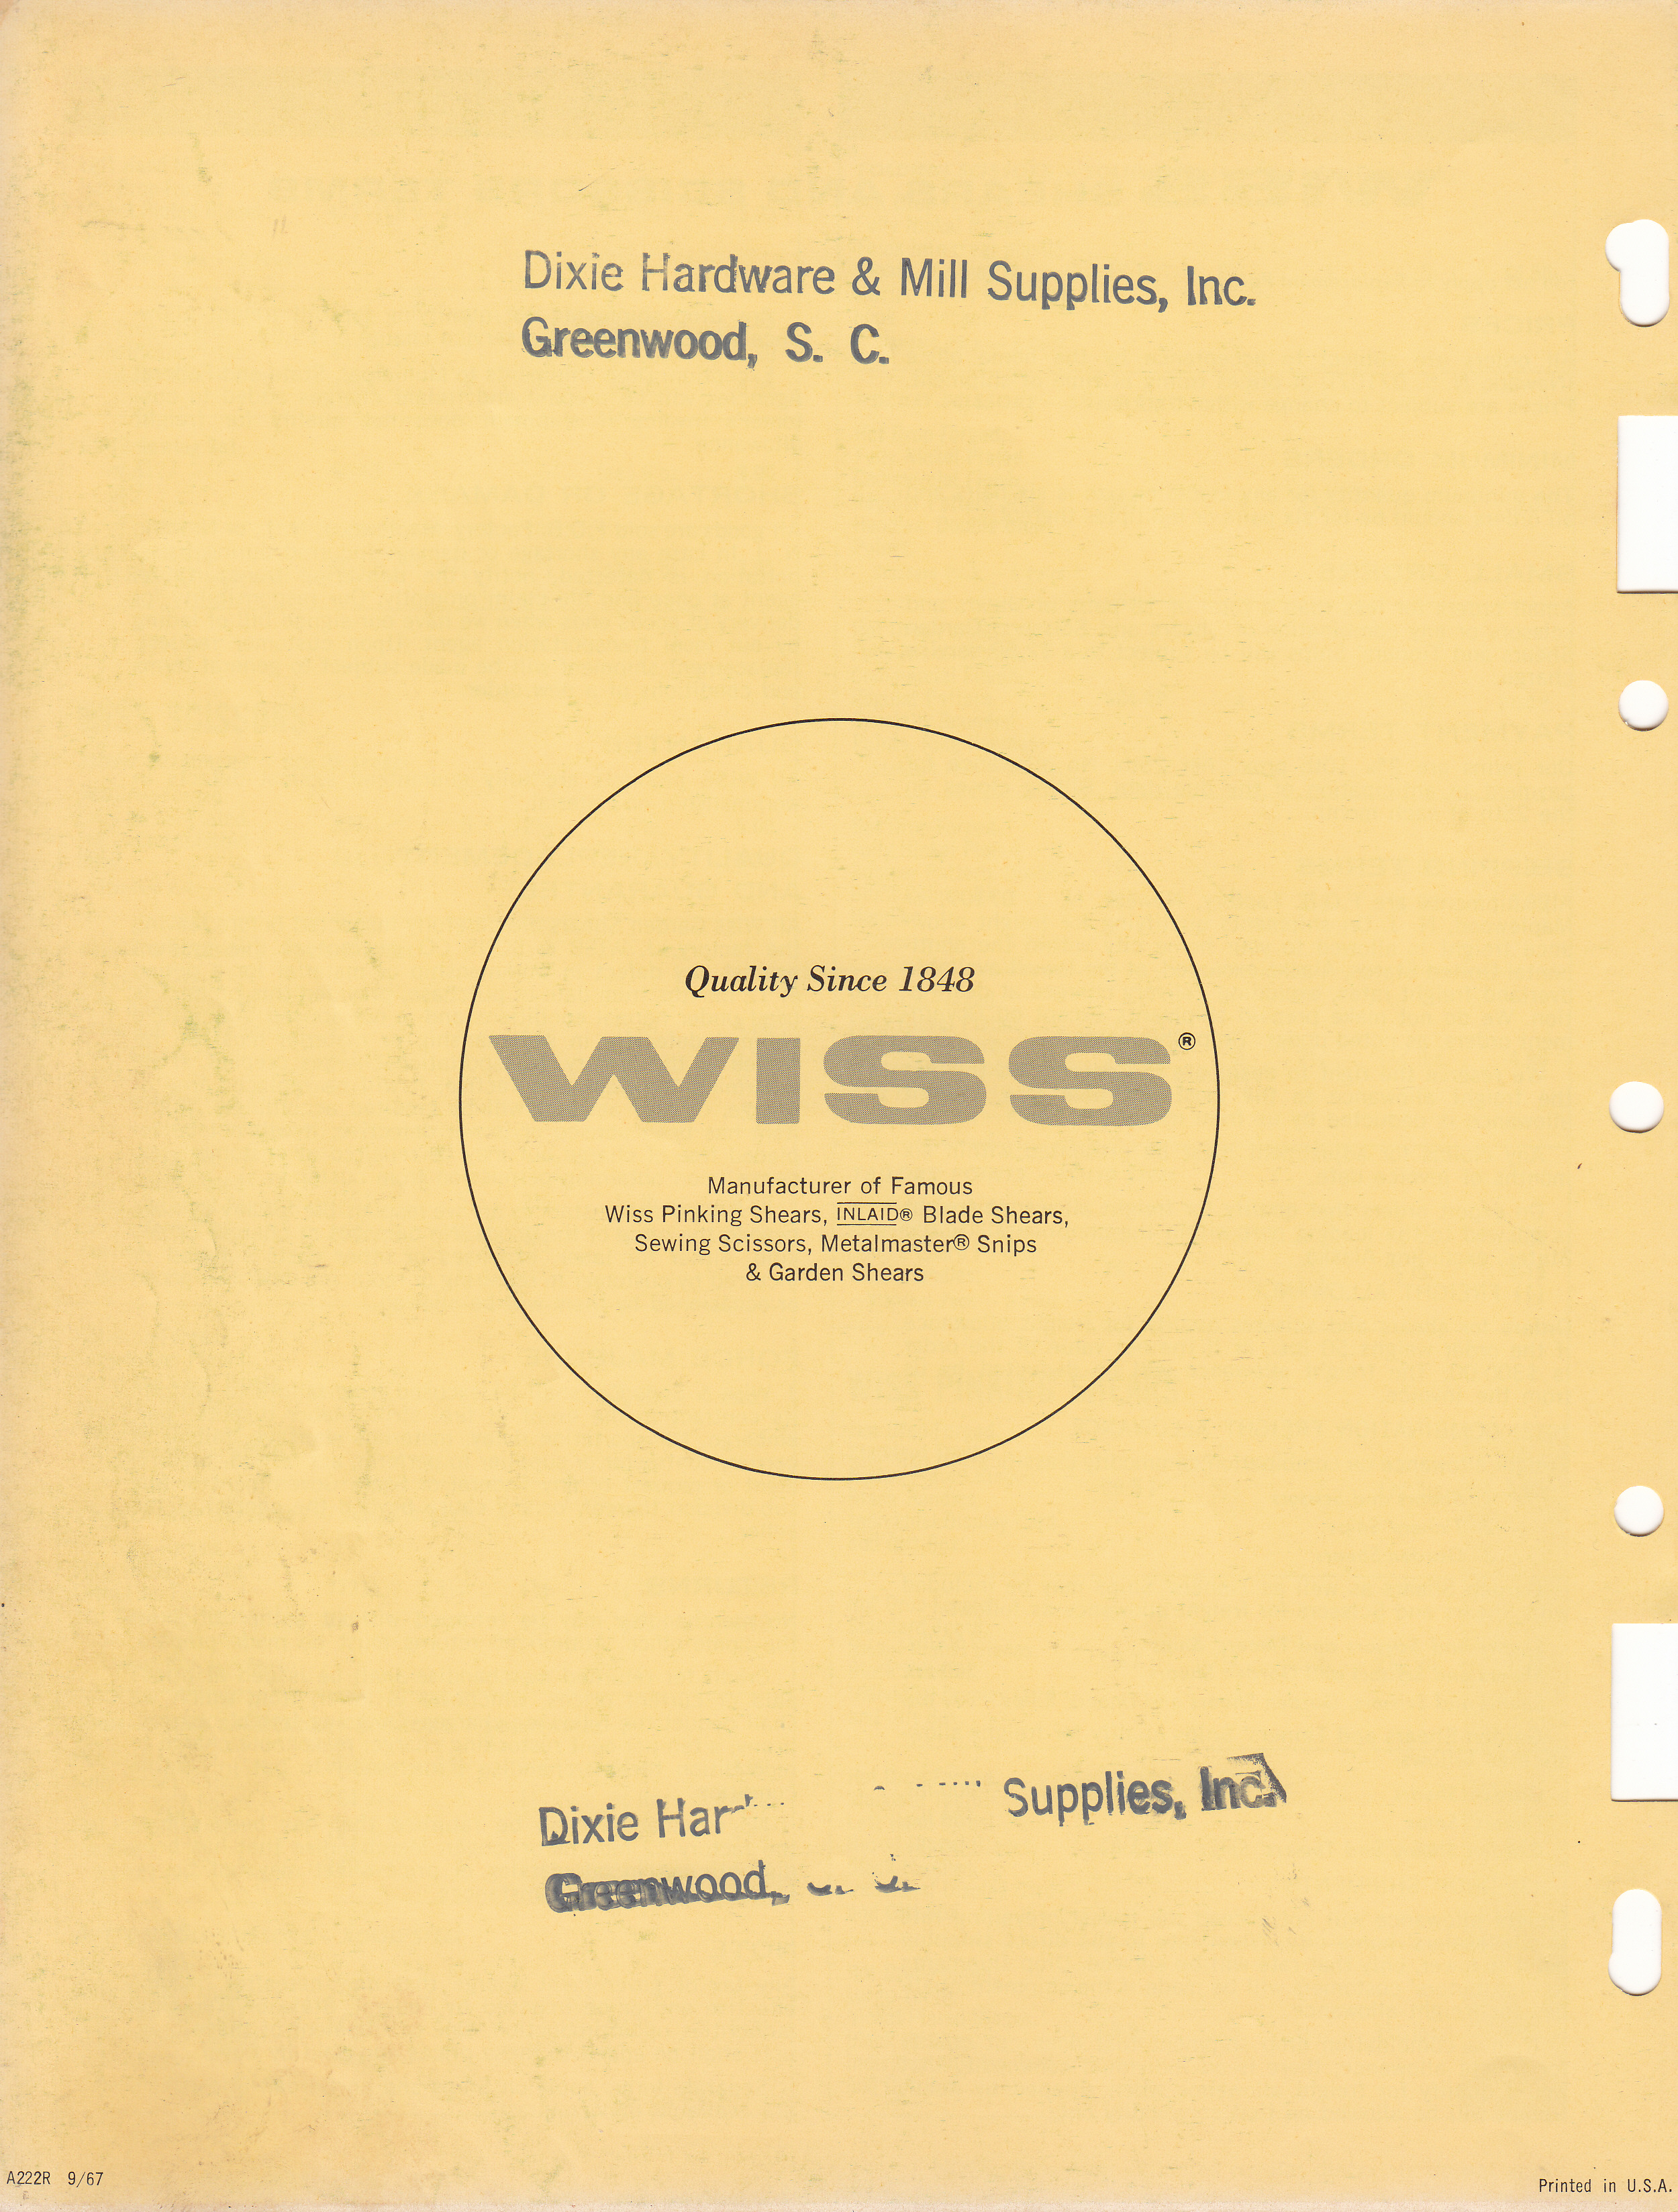 Dixie Hardware & Mill Supplies, Inc.
Greenwood, S. C.
Quality Since 1848
WISS®
Manufacturer of Famous
Wiss Pinking Shears, INLAID® Blade Shears,
Sewing Scissors, Metalmaster® Snips
& Garden Shears
Dixie Supplies, Inc.
Greenwood,
A222R 9/67
Printed in U.S.A.